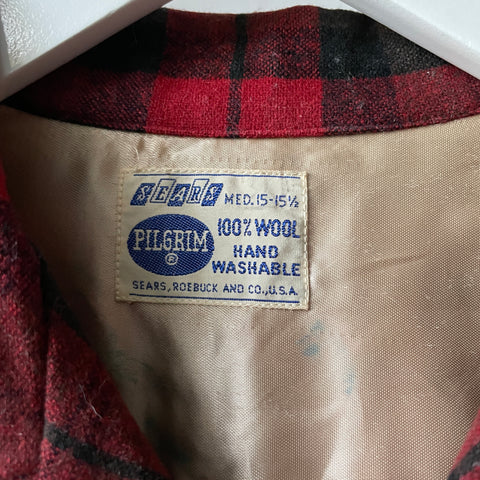 SEARS MED. 15-15½
PILGRIM ®
100% WOOL
HAND
WASHABLE
SEARS, ROEBUCK AND CO., U.S.A.